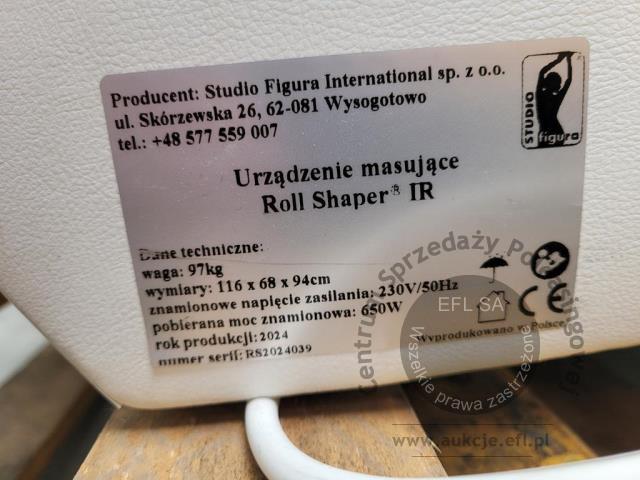 Producent: Studio Figura International sp. z o.o.
ul. Skórzewska 26, 62-081 Wysogotowo
tel.: +48 577 559 007
STUDIO
figura
Urządzenie masujące
Roll Shaper® IR
Dane techniczne:
waga: 97kg
wymiary: 116 x 68 x 94cm
znamionowe napięcie zasilania: 230V/50Hz
pobierana moc znamionowa: 650W
rok produkcji: 2024
numer serii: RS2024039
CE
Wyprodukowano w Polsce
Centrum Sprzedaży Poleasingowej
EFL SA
Wszelkie prawa zastrzeżone
www.aukcje.efl.pl